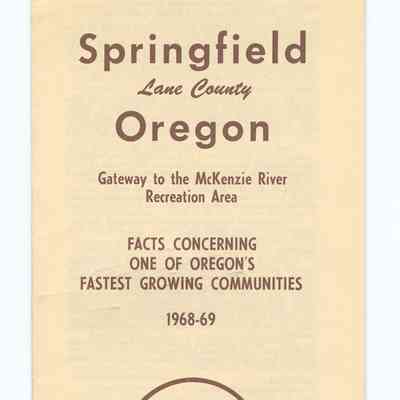 Springfield
Lane County
Oregon
Gateway to the McKenzie River
Recreation Area
FACTS CONCERNING
ONE OF OREGON'S
FASTEST GROWING COMMUNITIES
1968-69